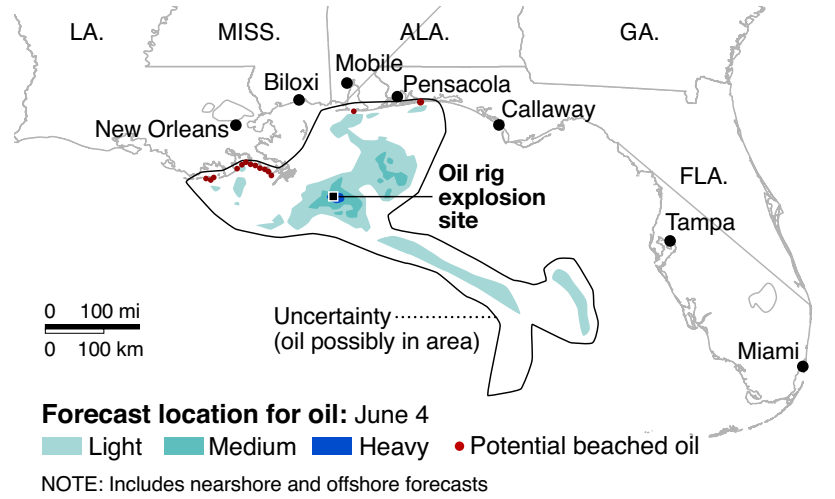 LA.
MISS.
ALA.
GA.
Mobile
Biloxi
Pensacola
Callaway
New Orleans
Oil rig
explosion
site
FLA.
Tampa
0 100 mi
0 100 km
Uncertainty
(oil possibly in area)
Miami
Forecast location for oil: June 4
Light Medium Heavy Potential beached oil
NOTE: Includes nearshore and offshore forecasts